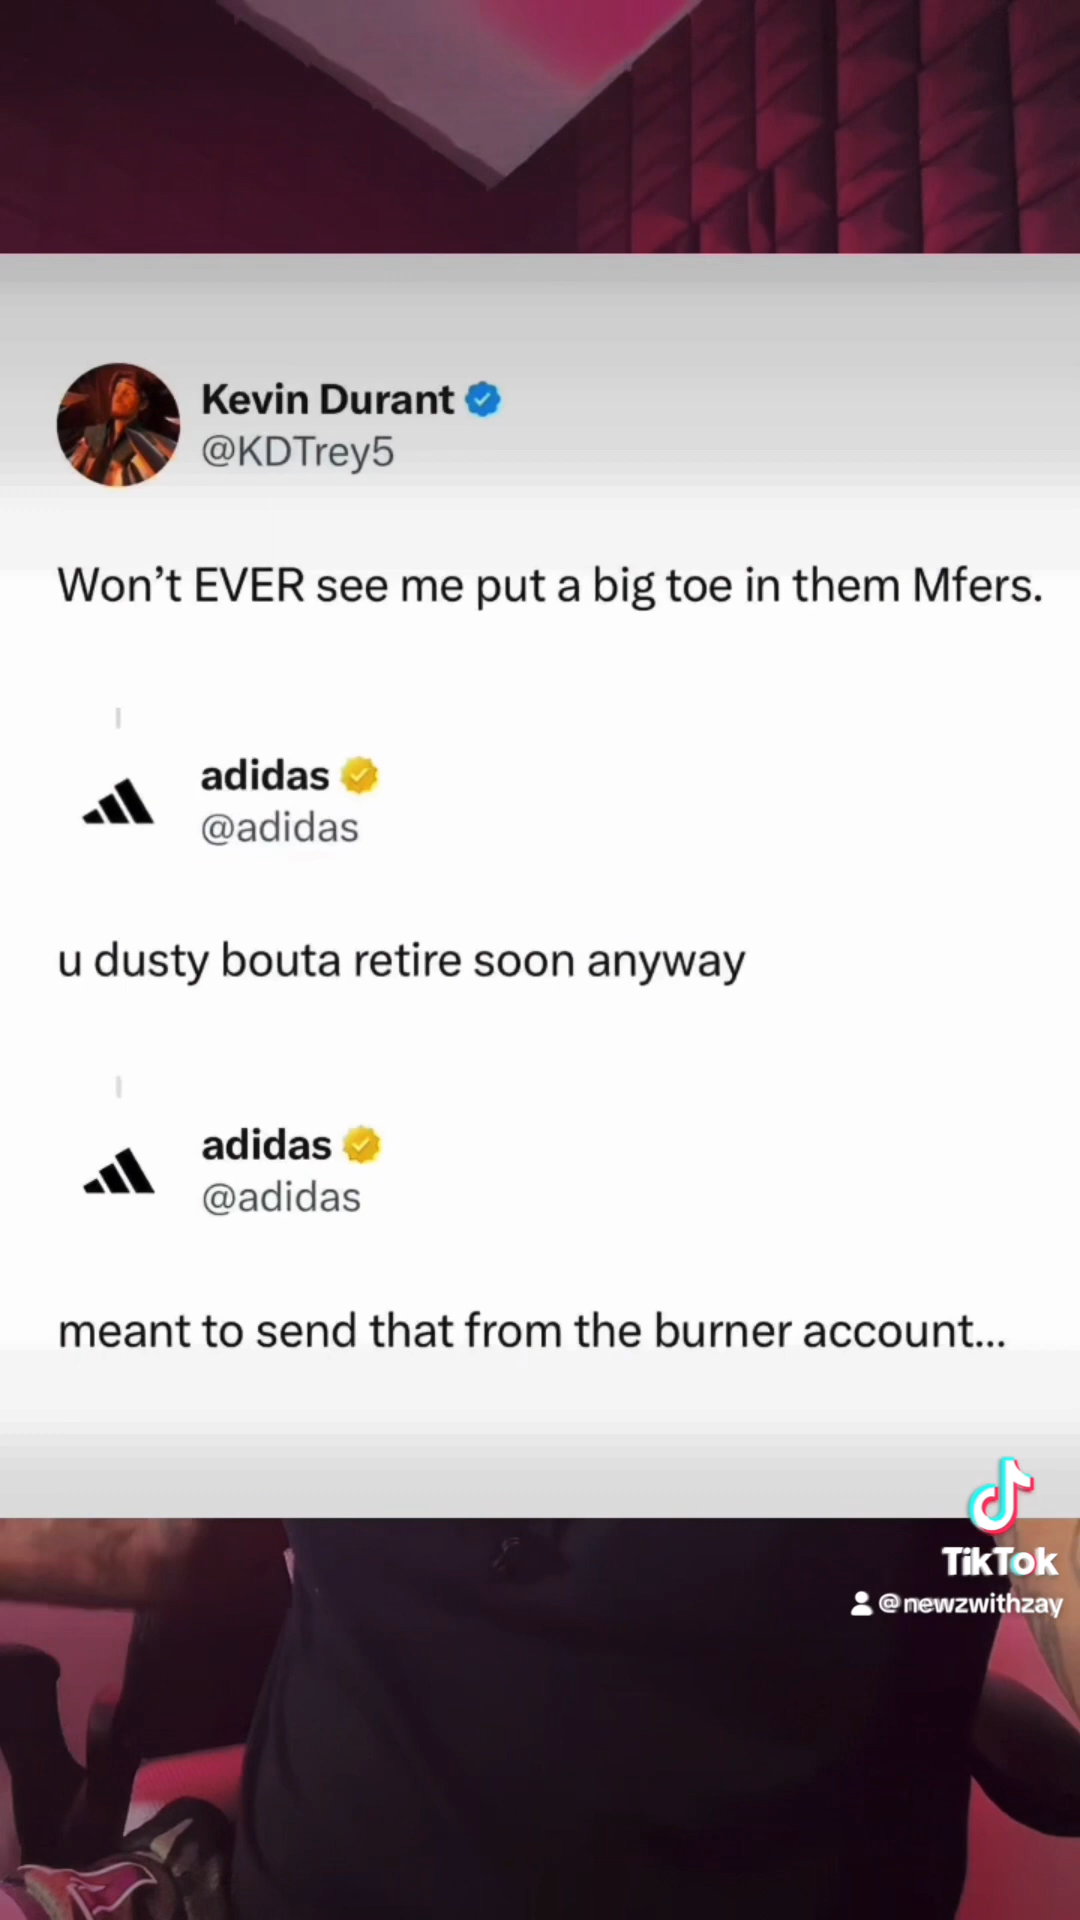 Kevin Durant
@KDTrey5
Won’t EVER see me put a big toe in them Mfers.
adidas
@adidas
u dusty bouta retire soon anyway
adidas
@adidas
meant to send that from the burner account...
TikTok
@newzwithzay